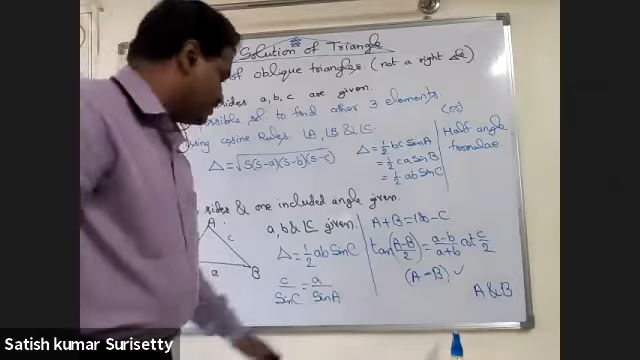 Solution of Triangle
of oblique triangles. (not a right △le)
sides a, b, c are given.
possible sd. to find other 3 elements. (or)
using cosine Rules. ∠A, ∠B & ∠C.
Half angle
formulae.
Δ = √S(S-a)(S-b)(S-c)
Δ = 1/2 bc SinA
= 1/2 ca SinB
= 1/2 ab SinC
sides & one included angle given.
a, b & ∠C given.
A
c
a
B
Δ = 1/2 ab SinC
c/SinC = a/SinA
A + B = 180 - C
tan(A-B/2) = a-b/a+b cot C/2
(A - B) ✓
A & B
Satish kumar Surisetty